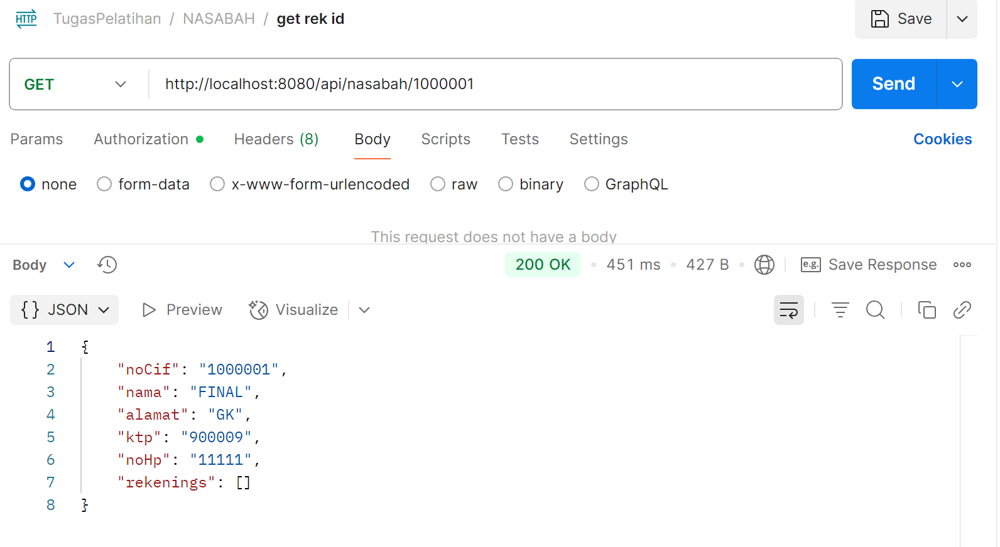 HTTP TugasPelatihan / NASABAH / get rek id Save
GET http://localhost:8080/api/nasabah/1000001 Send
Params Authorization Headers (8) Body Scripts Tests Settings Cookies
none form-data x-www-form-urlencoded raw binary GraphQL
This request does not have a body
Body 200 OK • 451 ms • 427 B • e.g. Save Response
{} JSON Preview Visualize
1 {
2 "noCif": "1000001",
3 "nama": "FINAL",
4 "alamat": "GK",
5 "ktp": "900009",
6 "noHp": "11111",
7 "rekenings": []
8 }